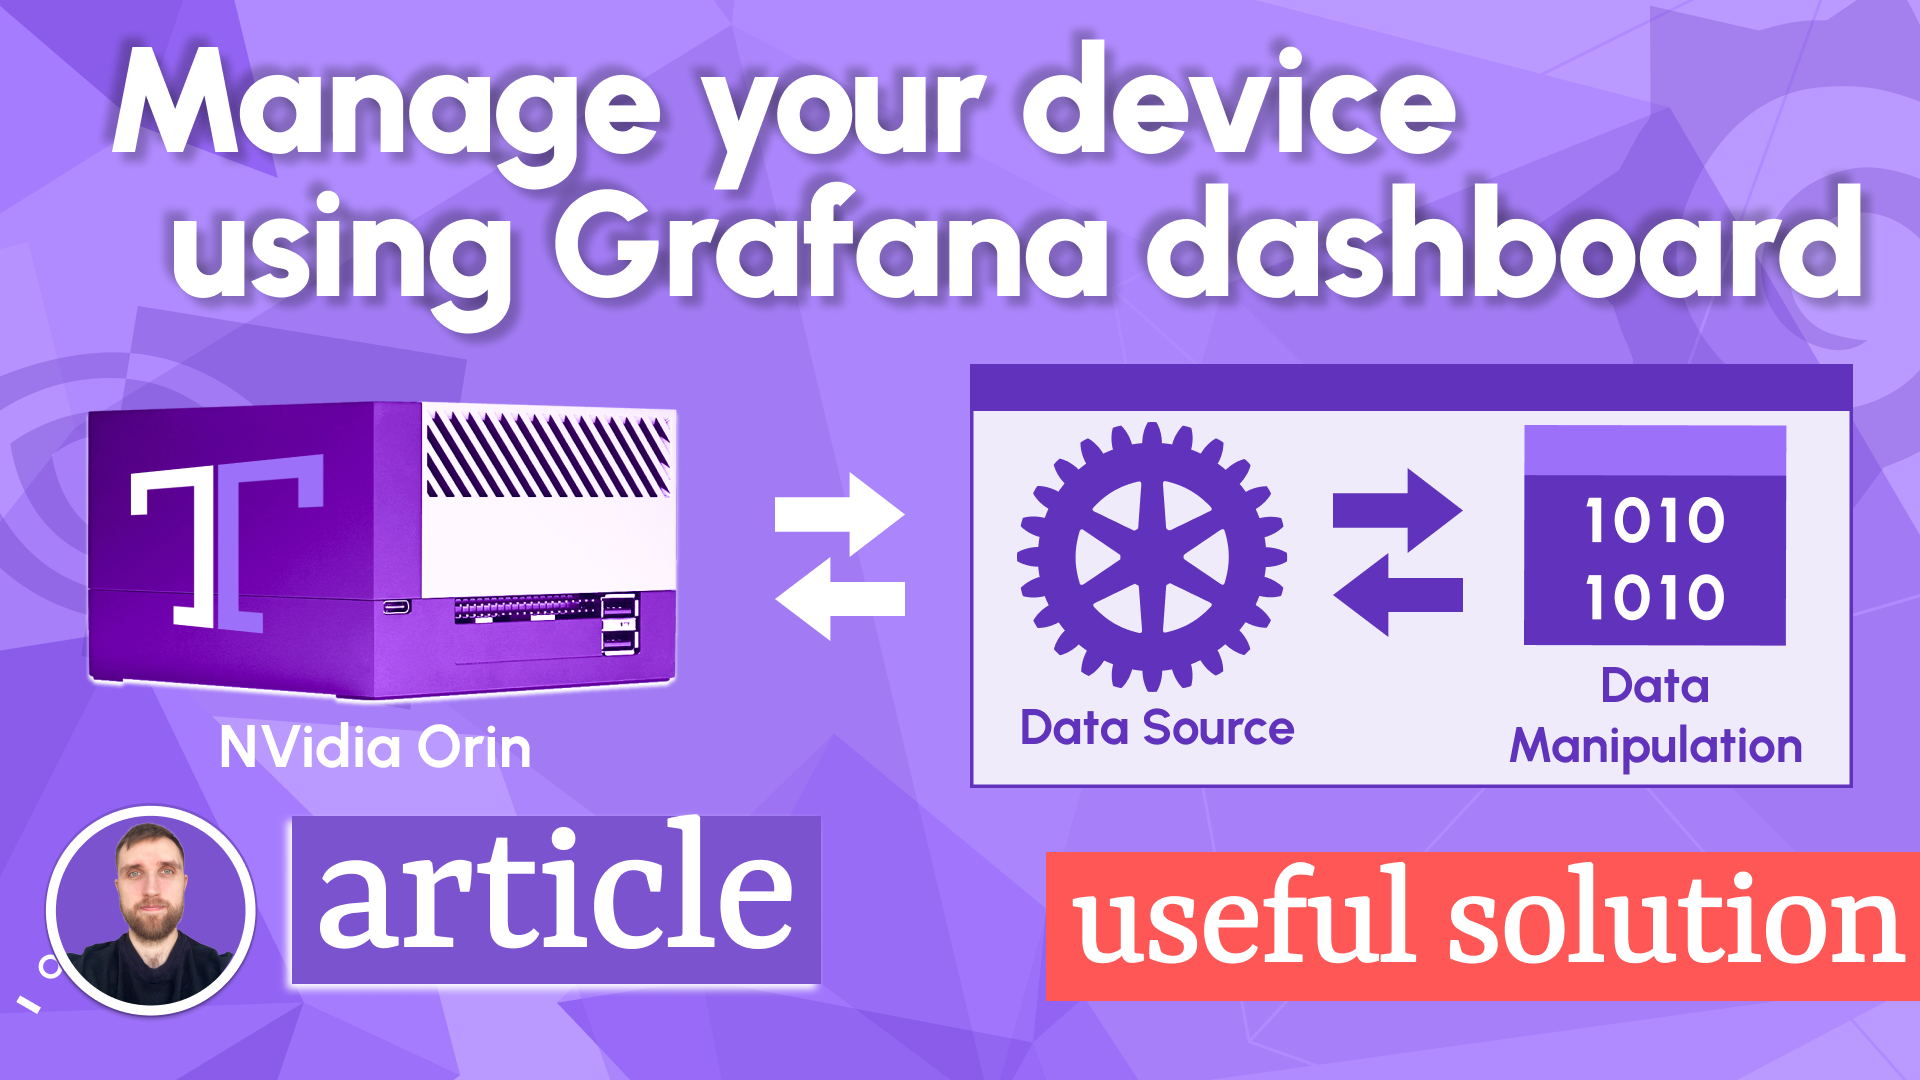 Manage your device
using Grafana dashboard
T T
NVidia Orin
1010
1010
Data Source
Data
Manipulation
article
useful solution